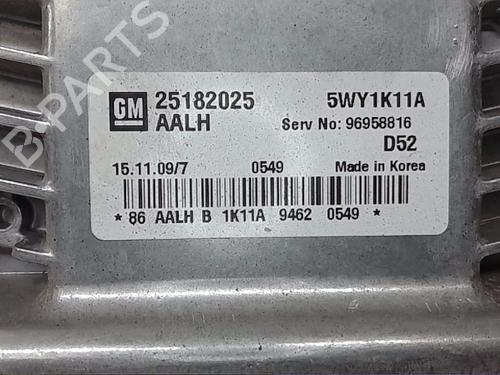 B-PARTS
GM 25182025 5WY1K11A
AALH Serv No: 96958816
D52
15.11.09/7 0549 Made in Korea
* 86 AALH B 1K11A 9462 0549 *